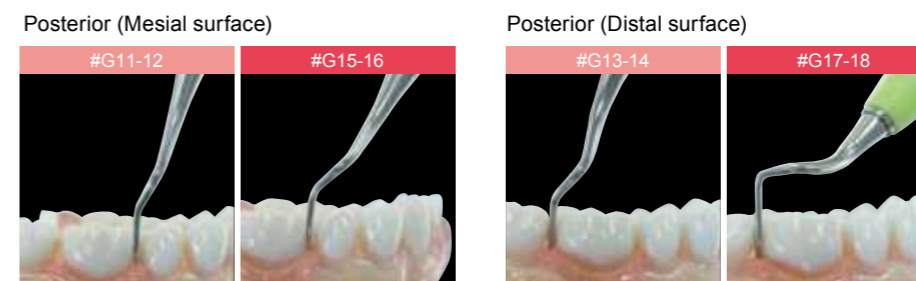 Posterior (Mesial surface)
#G11-12
#G15-16
Posterior (Distal surface)
#G13-14
#G17-18